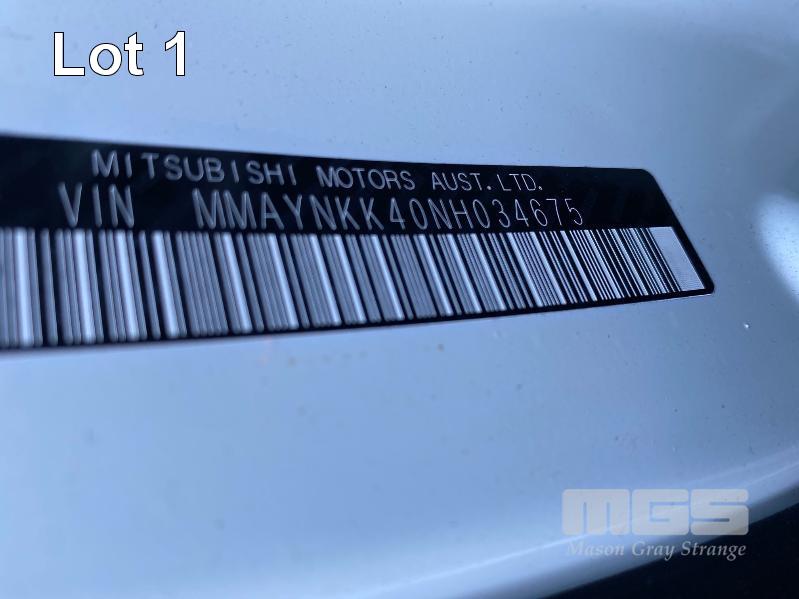 Lot 1
MITSUBISHI MOTORS AUST.LTD.
VIN MMAYNKK40NH034675
MGS
Mason Gray Strange